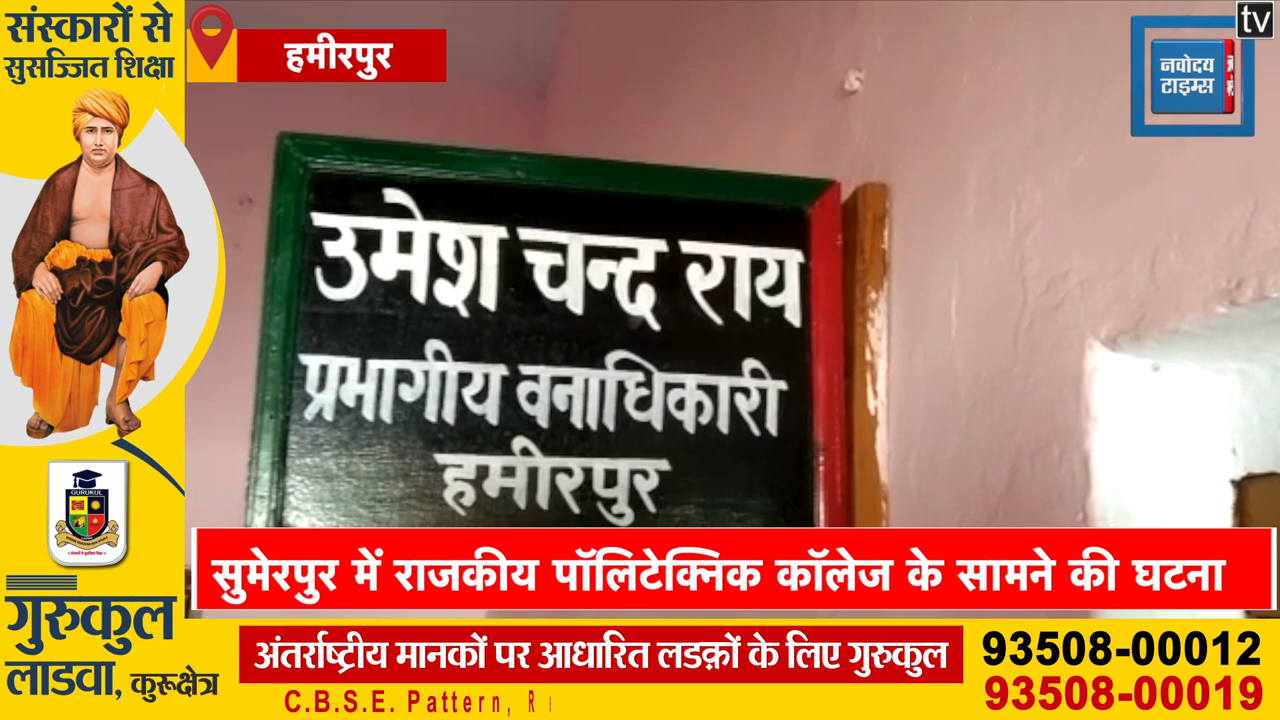 संस्कारों से
सुसज्जित शिक्षा
हमीरपुर
tv
नवोदय
टाइम्स
उमेश चन्द्र राय
प्रभागीय वनाधिकारी
हमीरपुर
GURUKUL
सुमेरपुर में राजकीय पॉलिटेक्निक कॉलेज के सामने की घटना
गुरुकुल
लाडवा, कुरूक्षेत्र
अंतर्राष्ट्रीय मानकों पर आधारित लडक़ों के लिए गुरुकुल
C.B.S.E. Pattern,
93508-00012
93508-00019